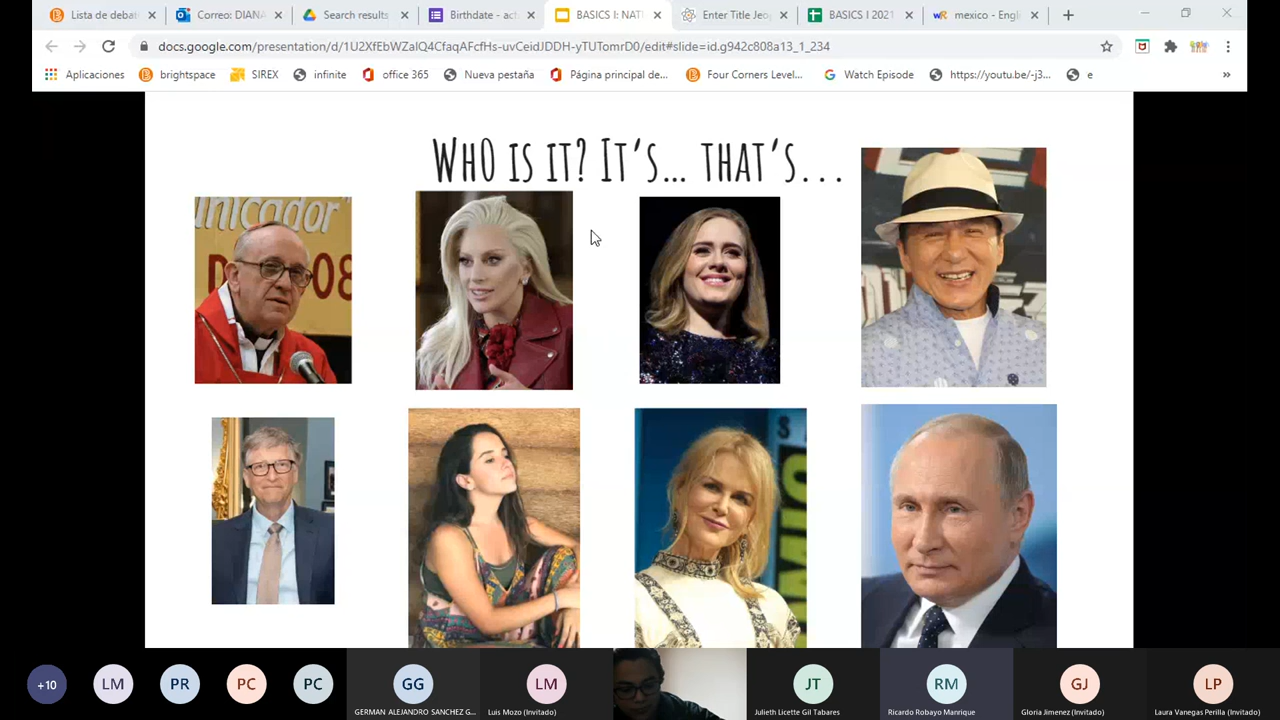 Lista de debat
Correo: DIANA
Search results
Birthdate - act
BASICS I: NAT
Enter Title Jeop
BASICS I 2021
mexico - Engl
docs.google.com/presentation/d/1U2XfEbWZaIQ4CfaqAFcfHs-uvCeidJDDH-yTUTomrD0/edit#slide=id.g942c808a13_1_234
Aplicaciones
brightspace
SIREX
infinite
office 365
Nueva pestaña
Página principal de...
Four Corners Level...
Watch Episode
https://youtu.be/-j3...
e
WHO IS IT? IT'S... THAT'S...
unicador
+10
LM
PR
PC
PC
GG
GERMAN ALEJANDRO SANCHEZ G...
LM
Luis Mozo (Invitado)
JT
Julieth Licette Gil Tabares
RM
Ricardo Robayo Manrique
GJ
Gloria Jimenez (Invitado)
LP
Laura Vanegas Perilla (Invitado)